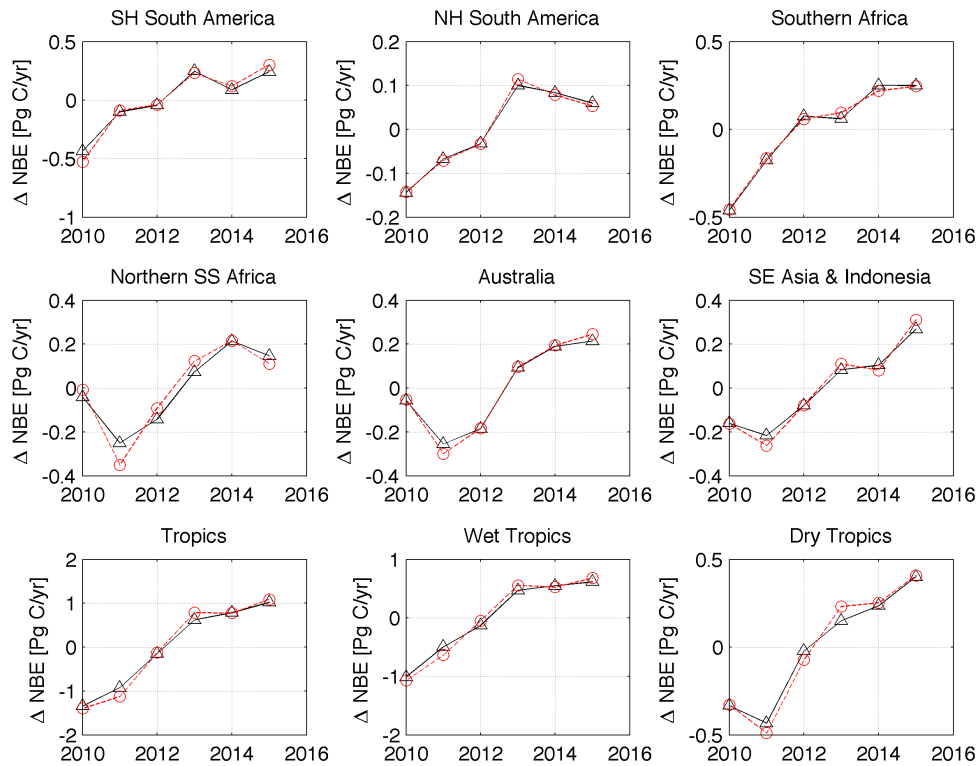 SH South America
Δ NBE [Pg C/yr]
0.5
0
-0.5
-1
2010 2012 2014 2016
NH South America
Δ NBE [Pg C/yr]
0.2
0.1
0
-0.1
-0.2
2010 2012 2014 2016
Southern Africa
Δ NBE [Pg C/yr]
0.5
0
-0.5
2010 2012 2014 2016
Northern SS Africa
Δ NBE [Pg C/yr]
0.4
0.2
0
-0.2
-0.4
2010 2012 2014 2016
Australia
Δ NBE [Pg C/yr]
0.4
0.2
0
-0.2
-0.4
2010 2012 2014 2016
SE Asia & Indonesia
Δ NBE [Pg C/yr]
0.4
0.2
0
-0.2
-0.4
2010 2012 2014 2016
Tropics
Δ NBE [Pg C/yr]
2
1
0
-1
-2
2010 2012 2014 2016
Wet Tropics
Δ NBE [Pg C/yr]
1
0
-1
-2
2010 2012 2014 2016
Dry Tropics
Δ NBE [Pg C/yr]
0.5
0
-0.5
2010 2012 2014 2016